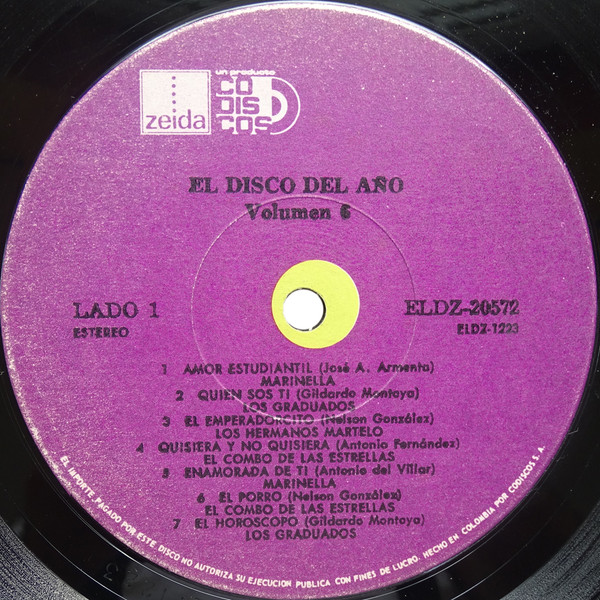 zeida
un producto
CO
DIS
COS
EL DISCO DEL AÑO
Volumen 6
LADO 1
ELDZ-20572
ESTEREO
ELDZ-1223
1 AMOR ESTUDIANTIL (José A. Armenta)
MARINELLA
2 QUIEN SOS TI (Gildardo Montoya)
LOS GRADUADOS
3 EL EMPERADORCITO (Nelson González)
LOS HERMANOS MARTELO
4 QUISIERA Y NO QUISIERA (Antonio Fernández)
EL COMBO DE LAS ESTRELLAS
5 ENAMORADA DE TI (Antonio del Villar)
MARINELLA
6 EL PORRO (Nelson González)
EL COMBO DE LAS ESTRELLAS
7 EL HOROSCOPO (Gildardo Montoya)
LOS GRADUADOS
EL IMPORTE PAGADO POR ESTE DISCO NO AUTORIZA SU EJECUCION PUBLICA CON FINES DE LUCRO. HECHO EN COLOMBIA POR CODISCOS S. A.